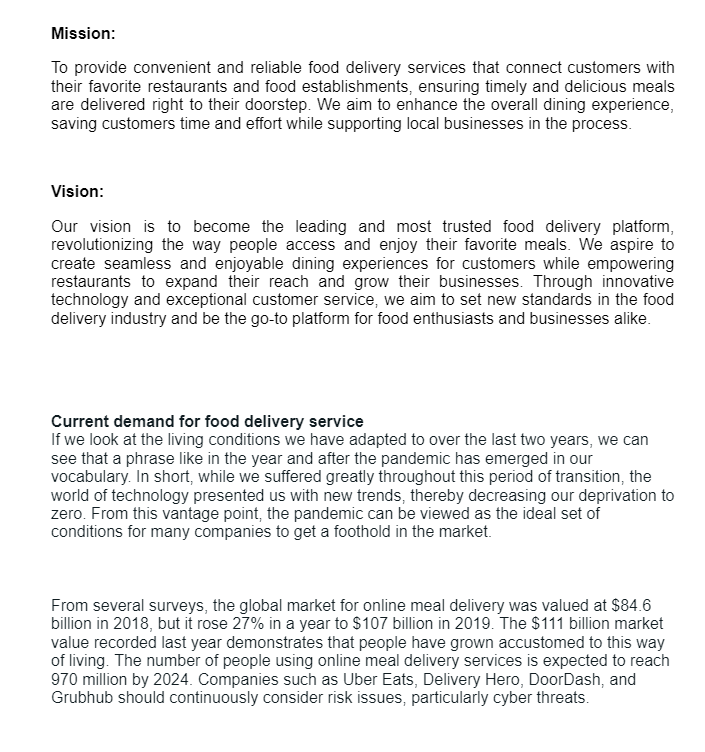 Mission:
To provide convenient and reliable food delivery services that connect customers with
their favorite restaurants and food establishments, ensuring timely and delicious meals
are delivered right to their doorstep. We aim to enhance the overall dining experience,
saving customers time and effort while supporting local businesses in the process.
Vision:
Our vision is to become the leading and most trusted food delivery platform,
revolutionizing the way people access and enjoy their favorite meals. We aspire to
create seamless and enjoyable dining experiences for customers while empowering
restaurants to expand their reach and grow their businesses. Through innovative
technology and exceptional customer service, we aim to set new standards in the food
delivery industry and be the go-to platform for food enthusiasts and businesses alike.
Current demand for food delivery service
If we look at the living conditions we have adapted to over the last two years, we can
see that a phrase like in the year and after the pandemic has emerged in our
vocabulary. In short, while we suffered greatly throughout this period of transition, the
world of technology presented us with new trends, thereby decreasing our deprivation to
zero. From this vantage point, the pandemic can be viewed as the ideal set of
conditions for many companies to get a foothold in the market.
From several surveys, the global market for online meal delivery was valued at $84.6
billion in 2018, but it rose 27% in a year to $107 billion in 2019. The $111 billion market
value recorded last year demonstrates that people have grown accustomed to this way
of living. The number of people using online meal delivery services is expected to reach
970 million by 2024. Companies such as Uber Eats, Delivery Hero, DoorDash, and
Grubhub should continuously consider risk issues, particularly cyber threats.